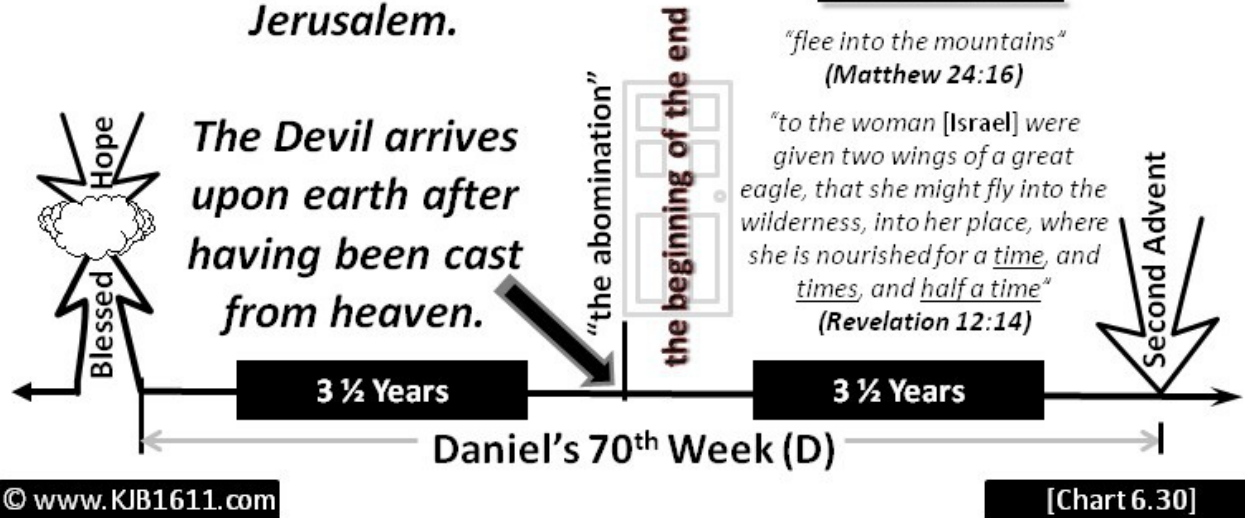 Jerusalem.
The Devil arrives
upon earth after
having been cast
from heaven.
Blessed Hope
"the abomination"
the beginning of the end
"flee into the mountains"
(Matthew 24:16)
"to the woman [Israel] were
given two wings of a great
eagle, that she might fly into the
wilderness, into her place, where
she is nourished for a time, and
times, and half a time"
(Revelation 12:14)
Second Advent
3 ½ Years
3 ½ Years
Daniel's 70th Week (D)
© www.KJB1611.com
[Chart 6.30]